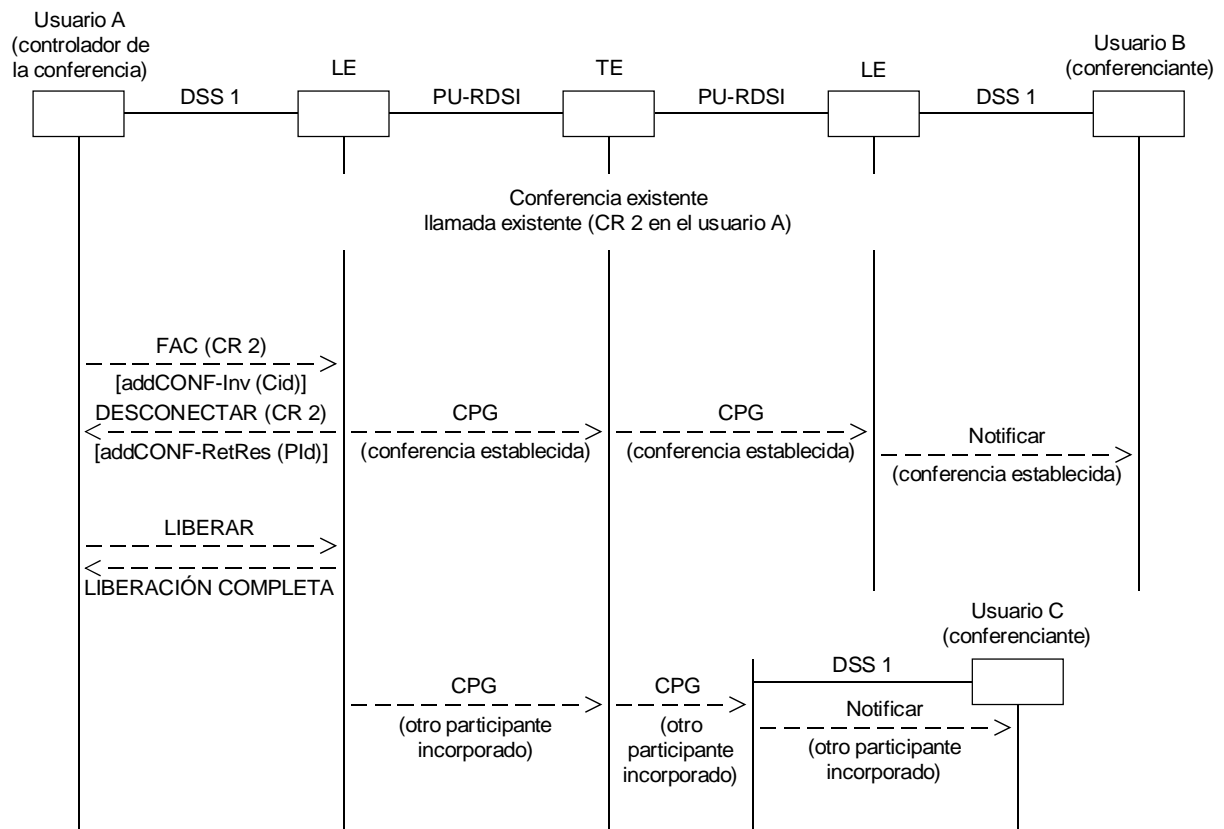 Usuario A
(controlador de
la conferencia)
LE
TE
LE
Usuario B
(conferenciante)
DSS 1
PU-RDSI
PU-RDSI
DSS 1
Conferencia existente
llamada existente (CR 2 en el usuario A)
FAC (CR 2)
[addCONF-Inv (Cid)]
DESCONECTAR (CR 2)
[addCONF-RetRes (PId)]
CPG
(conferencia establecida)
CPG
(conferencia establecida)
Notificar
(conferencia establecida)
LIBERAR
LIBERACIÓN COMPLETA
Usuario C
(conferenciante)
DSS 1
CPG
(otro participante
incorporado)
CPG
(otro
participante
incorporado)
Notificar
(otro participante
incorporado)